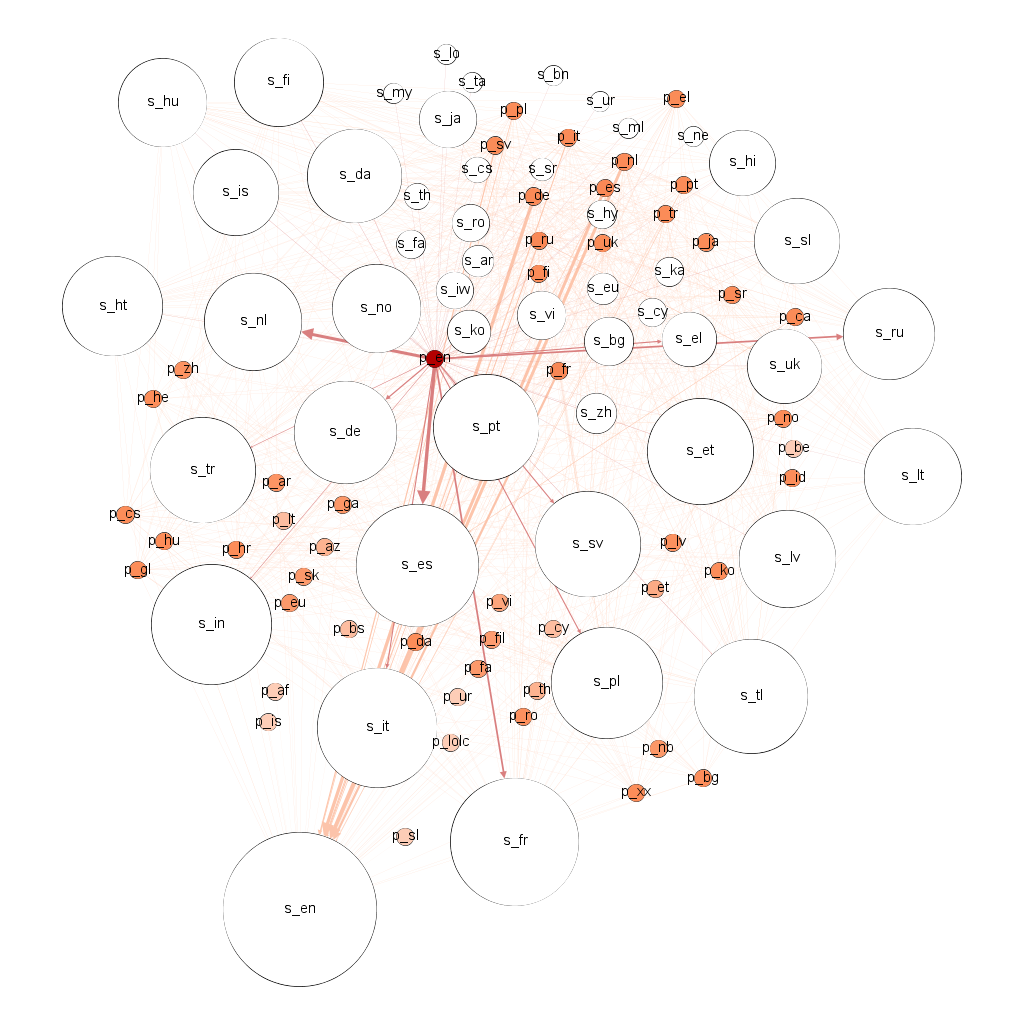 s_lo
s_bn
s_fi
s_ta
s_my
s_ur
p_el
s_hu
p_pl
s_ja
s_ml
s_ne
p_it
p_sv
p_nl
s_hi
s_cs
s_sr
s_da
p_pt
p_es
s_is
s_th
p_de
s_hy
p_tr
s_ro
p_ru
s_fa
p_uk
p_ja
s_sl
s_ar
p_fi
s_ka
s_iw
s_eu
p_sr
s_ht
s_no
s_cy
s_vi
p_ca
s_nl
s_ko
s_ru
s_bg
s_el
p_en
s_uk
p_zh
p_fr
p_he
s_zh
p_no
s_pt
s_de
p_be
s_et
s_tr
s_lt
p_id
p_ar
p_ga
p_cs
p_lt
p_hu
s_sv
p_lv
p_az
p_hr
s_lv
s_es
p_gl
p_ko
p_sk
p_et
p_eu
p_vi
s_in
p_bs
p_cy
p_da
p_fil
p_fa
s_pl
p_af
p_th
p_ur
s_tl
p_ro
p_is
s_it
p_lolc
p_nb
p_bg
p_xx
p_sl
s_fr
s_en